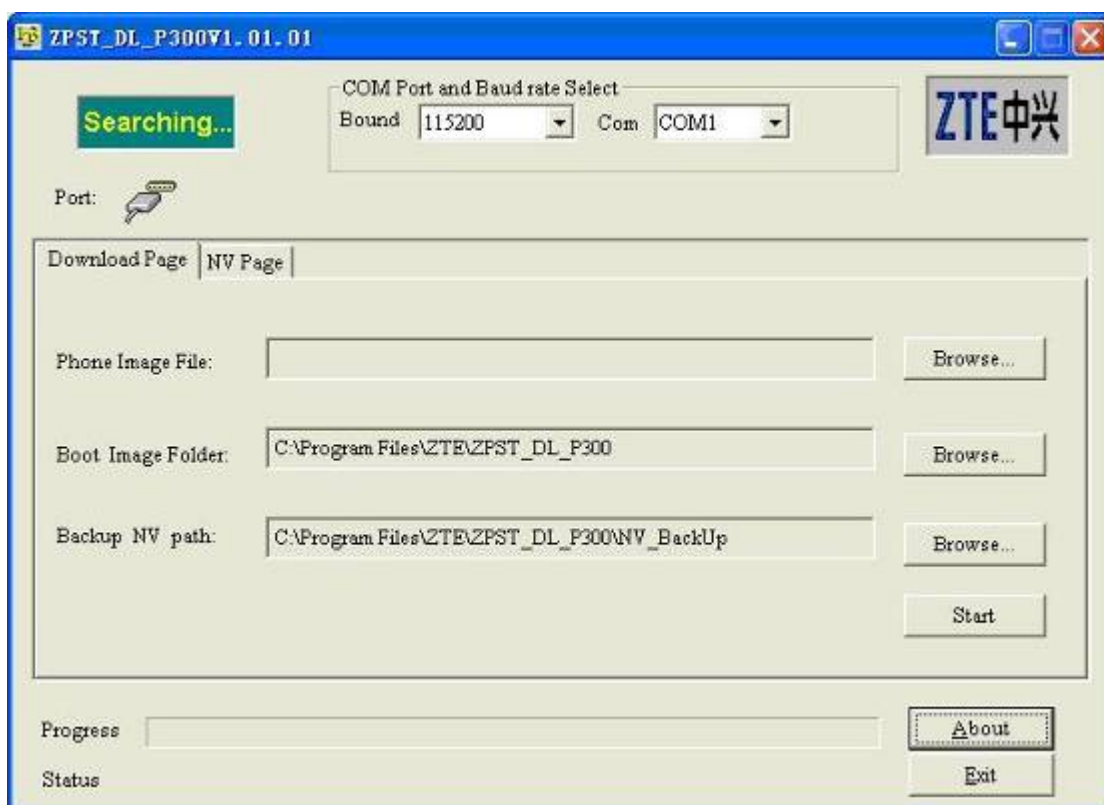 ZPST_DL_P300V1.01.01
Searching...
COM Port and Baud rate Select
Bound 115200 Com COM1
ZTE中兴
Port:
Download Page NV Page
Phone Image File: Browse...
Boot Image Folder: C:\Program Files\ZTE\ZPST_DL_P300 Browse...
Backup NV path: C:\Program Files\ZTE\ZPST_DL_P300\NV_BackUp Browse...
Start
Progress About
Status Exit